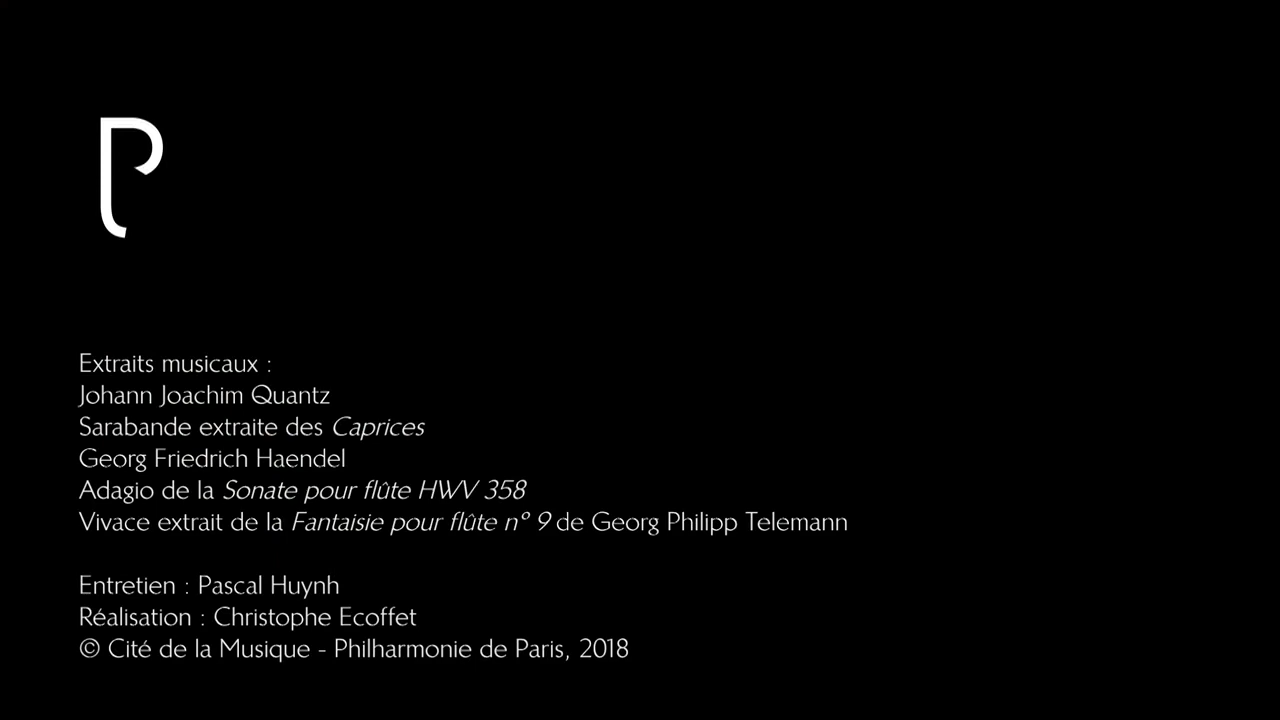 Extraits musicaux :
Johann Joachim Quantz
Sarabande extraite des Caprices
Georg Friedrich Haendel
Adagio de la Sonate pour flûte HWV 358
Vivace extrait de la Fantaisie pour flûte n° 9 de Georg Philipp Telemann
Entretien : Pascal Huynh
Réalisation : Christophe Ecoffet
© Cité de la Musique - Philharmonie de Paris, 2018